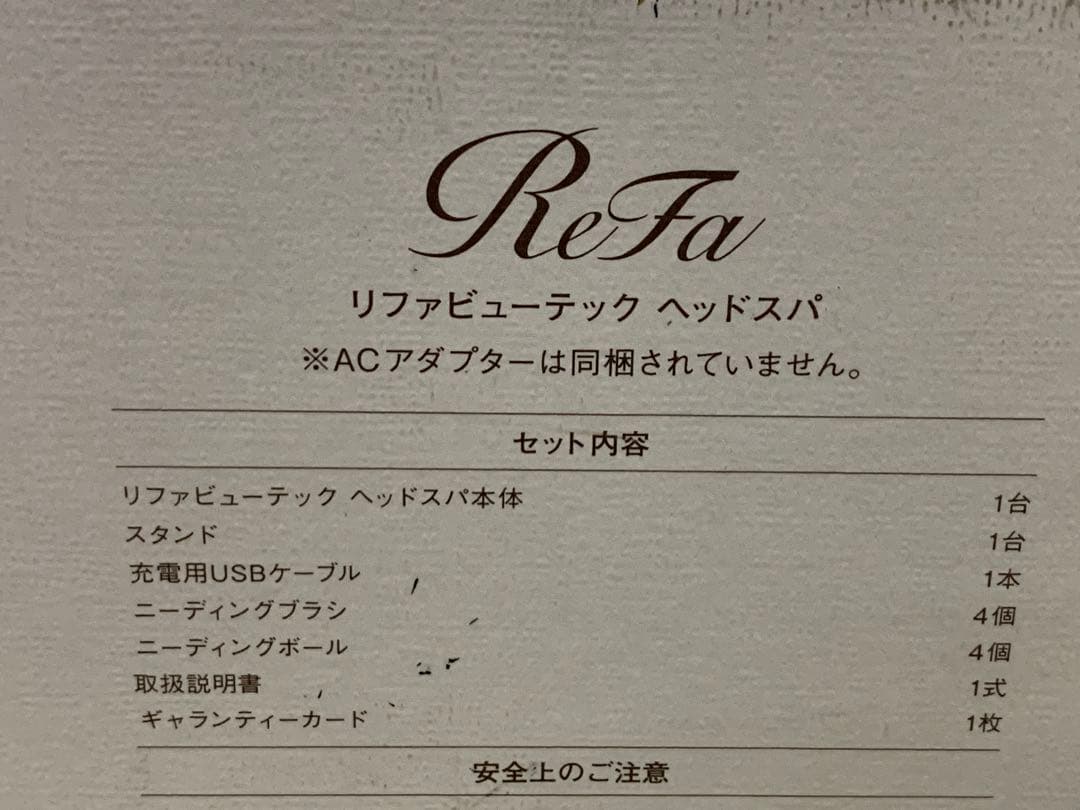 ReFa
リファビューテック ヘッドスパ
※ACアダプターは同梱されていません。
セット内容
リファビューテック ヘッドスパ本体 1台
スタンド 1台
充電用USBケーブル 1本
ニーディングブラシ 4個
ニーディングボール 4個
取扱説明書 1式
ギャランティーカード 1枚
安全上のご注意